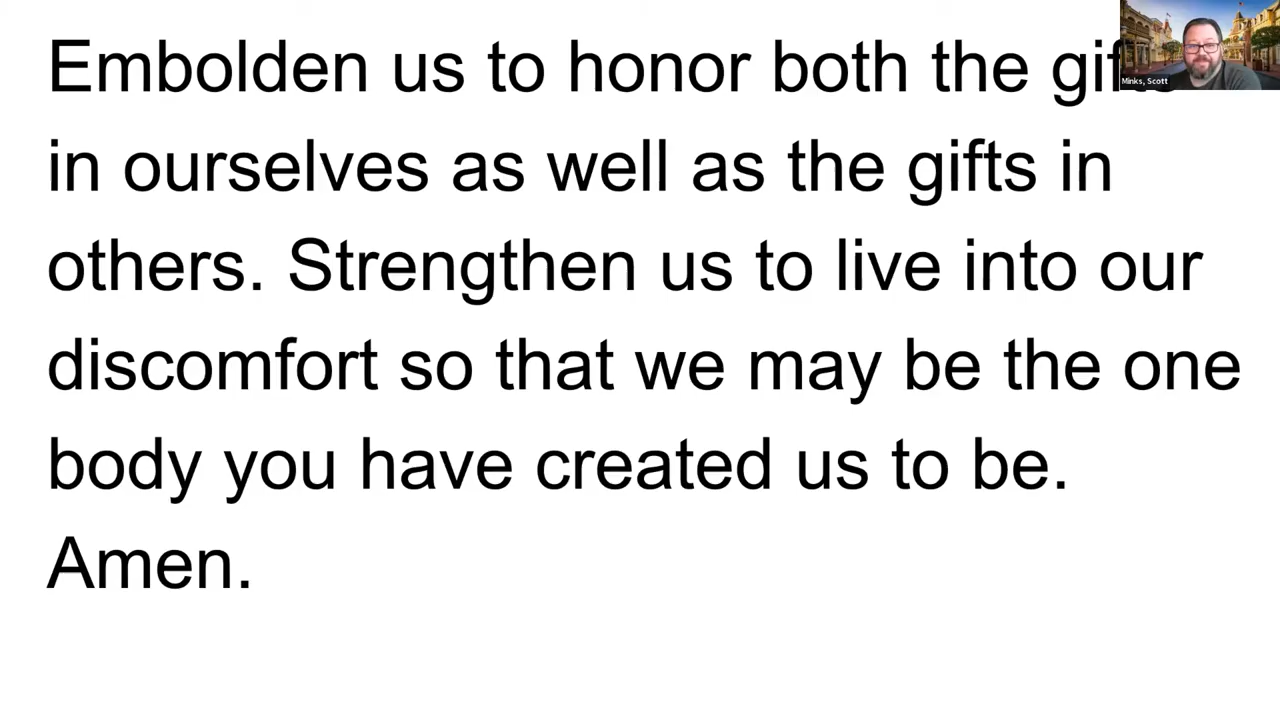 Embolden us to honor both the
in ourselves as well as the gifts in
others. Strengthen us to live into our
discomfort so that we may be the one
body you have created us to be.
Amen.
Minks, Scott